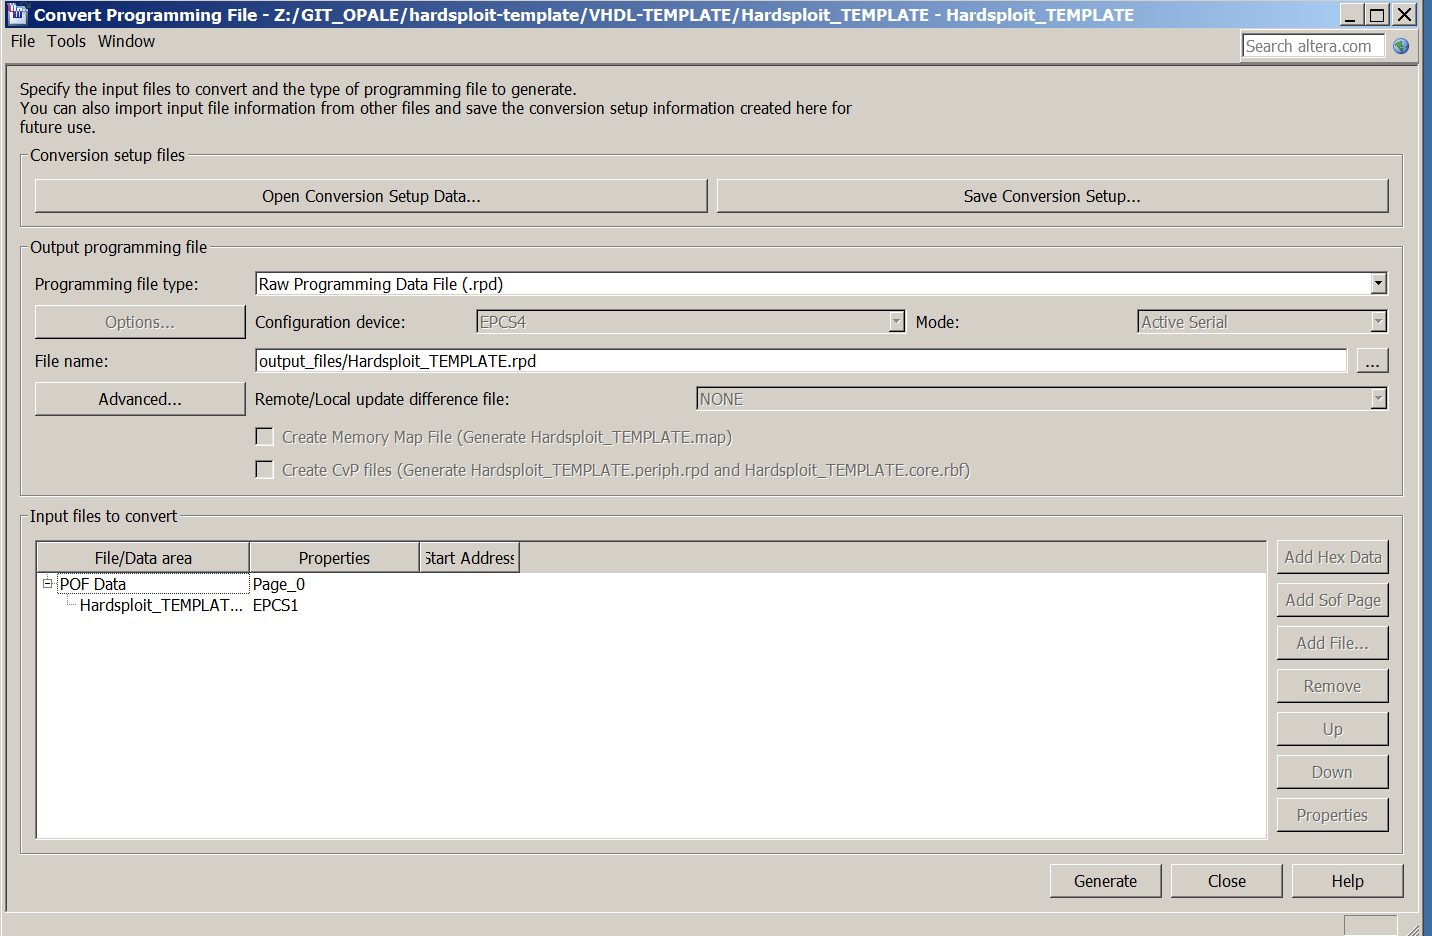 Convert Programming File - Z:/GIT_OPALE/hardsploit-template/VHDL-TEMPLATE/Hardsploit_TEMPLATE - Hardsploit_TEMPLATE
File Tools Window
Search altera.com
Specify the input files to convert and the type of programming file to generate.
You can also import input file information from other files and save the conversion setup information created here for
future use.
Conversion setup files
Open Conversion Setup Data...
Save Conversion Setup...
Output programming file
Programming file type:
Raw Programming Data File (.rpd)
Options...
Configuration device:
EPCS4
Mode:
Active Serial
File name:
output_files/Hardsploit_TEMPLATE.rpd
...
Advanced...
Remote/Local update difference file:
NONE
Create Memory Map File (Generate Hardsploit_TEMPLATE.map)
Create CvP files (Generate Hardsploit_TEMPLATE.periph.rpd and Hardsploit_TEMPLATE.core.rbf)
Input files to convert
File/Data area
Properties
Start Address
POF Data
Page_0
Hardsploit_TEMPLAT...
EPCS1
Add Hex Data
Add Sof Page
Add File...
Remove
Up
Down
Properties
Generate
Close
Help